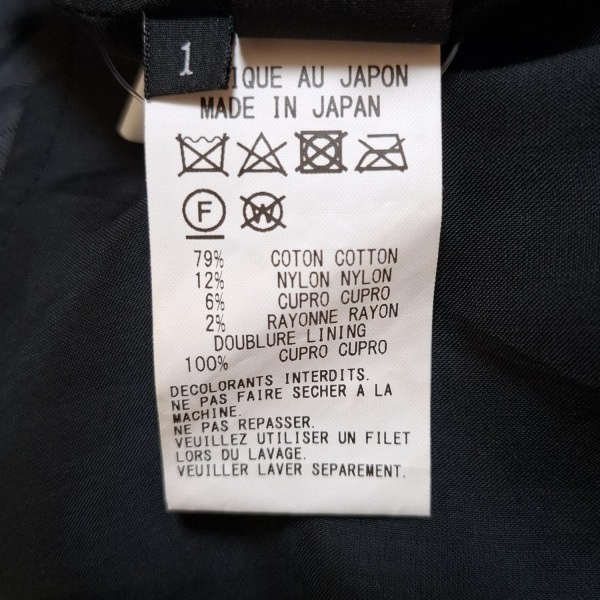 1
IQUE AU JAPON
MADE IN JAPAN
F W
79% COTON COTTON
12% NYLON NYLON
6% CUPRO CUPRO
2% RAYONNE RAYON
DOUBLURE LINING
100% CUPRO CUPRO
DECOLORANTS INTERDITS.
NE PAS FAIRE SECHER A LA
MACHINE.
NE PAS REPASSER.
VEUILLEZ UTILISER UN FILET
LORS DU LAVAGE.
VEUILLER LAVER SEPAREMENT.